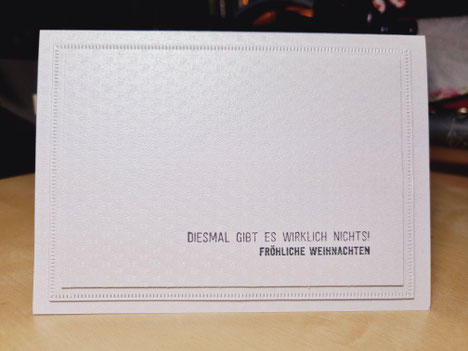 DIESMAL GIBT ES WIRKLICH NICHTS!
FRÖHLICHE WEIHNACHTEN